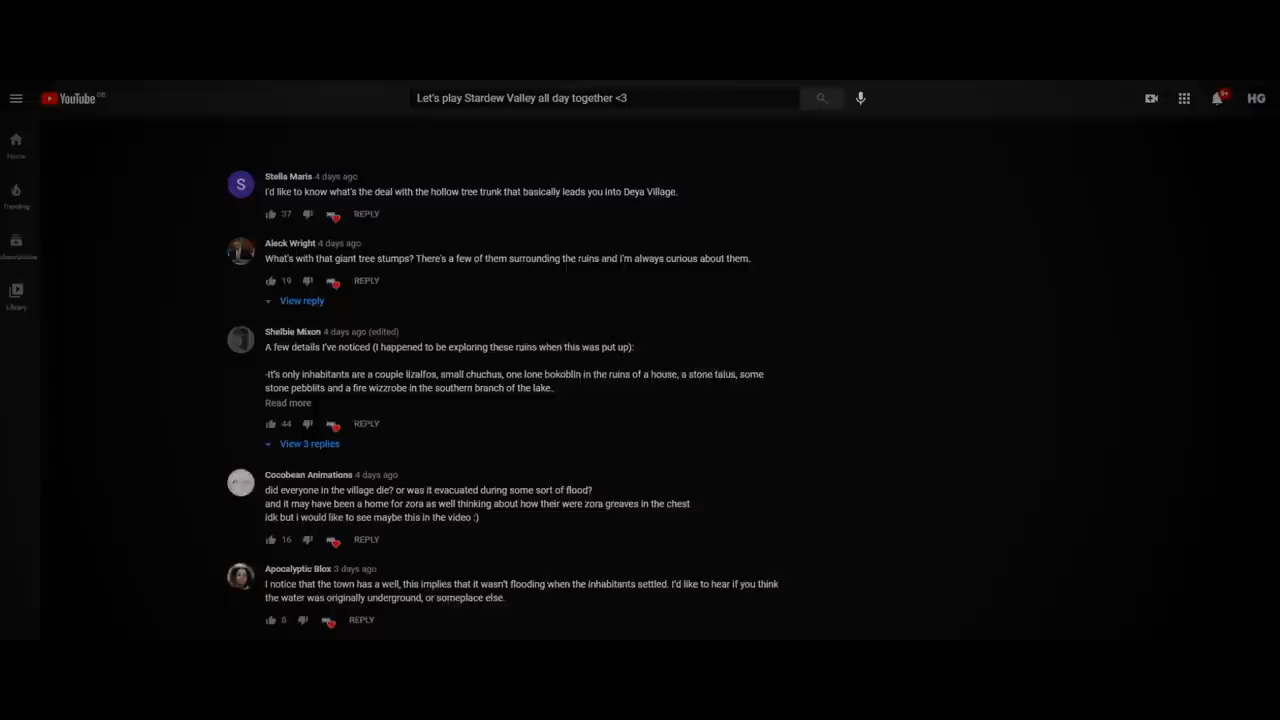 YouTube GB
Let's play Stardew Valley all day together <3
9+
HG
Home
Trending
Subscriptions
Library
S
Stella Maris 4 days ago
I'd like to know what's the deal with the hollow tree trunk that basically leads you into Deya Village.
37 REPLY
Aleck Wright 4 days ago
What's with that giant tree stumps? There's a few of them surrounding the ruins and i'm always curious about them.
19 REPLY
View reply
Shelbie Mixon 4 days ago (edited)
A few details I've noticed (I happened to be exploring these ruins when this was put up):
-It's only inhabitants are a couple lizalfos, small chuchus, one lone bokoblin in the ruins of a house, a stone talus, some
stone pebblits and a fire wizzrobe in the southern branch of the lake..
Read more
44 REPLY
View 3 replies
Cocobean Animations 4 days ago
did everyone in the village die? or was it evacuated during some sort of flood?
and it may have been a home for zora as well thinking about how their were zora greaves in the chest
idk but i would like to see maybe this in the video :)
16 REPLY
Apocalyptic Blox 3 days ago
I notice that the town has a well, this implies that it wasn't flooding when the inhabitants settled. I'd like to hear if you think
the water was originally underground, or someplace else.
8 REPLY